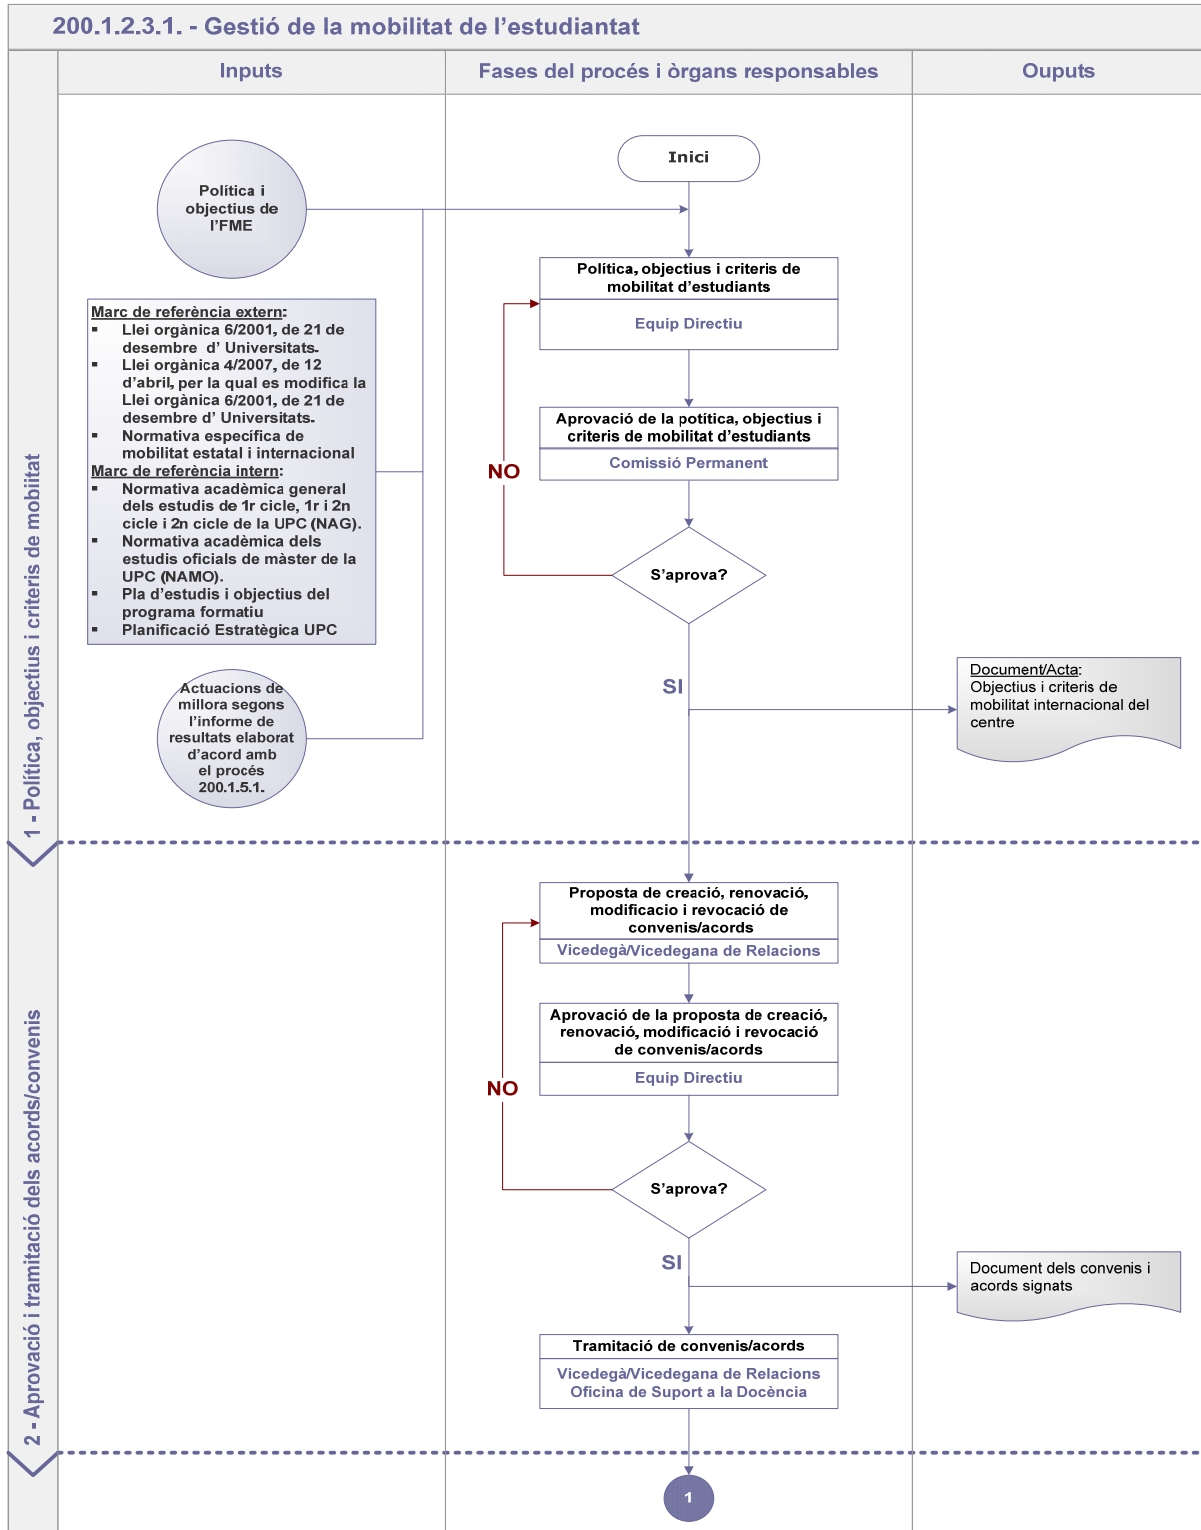 200.1.2.3.1. - Gestió de la mobilitat de l'estudiantat
Inputs
Fases del procés i òrgans responsables
Ouputs
1 - Política, objectius i criteris de mobiitat
Política i
objectius de
l'FME
Marc de referència extern:
▪ Llei orgànica 6/2001, de 21 de
desembre d' Universitats.
▪ Llei orgànica 4/2007, de 12
d'abril, per la qual es modifica la
Llei orgànica 6/2001, de 21 de
desembre d' Universitats.
▪ Normativa específica de
mobilitat estatal i internacional
Marc de referència intern:
▪ Normativa acadèmica general
dels estudis de 1r cicle, 1r i 2n
cicle i 2n cicle de la UPC (NAG).
▪ Normativa acadèmica dels
estudis oficials de màster de la
UPC (NAMO).
▪ Pla d'estudis i objectius del
programa formatiu
▪ Planificació Estratègica UPC
Actuacions de
millora segons
l'informe de
resultats elaborat
d'acord amb
el procés
200.1.5.1.
Inici
Política, objectius i criteris de
mobilitat d'estudiants
Equip Directiu
Aprovació de la potítica, objectius i
criteris de mobilitat d'estudiants
Comissió Permanent
NO
S'aprova?
SI
Document/Acta:
Objectius i criteris de
mobilitat internacional del
centre
2 - Aprovació i tramitació dels acords/convenis
Proposta de creació, renovació,
modificacio i revocació de
convenis/acords
Vicedegà/Vicedegana de Relacions
Aprovació de la proposta de creació,
renovació, modificació i revocació
de convenis/acords
Equip Directiu
NO
S'aprova?
SI
Document dels convenis i
acords signats
Tramitació de convenis/acords
Vicedegà/Vicedegana de Relacions
Oficina de Suport a la Docència
1